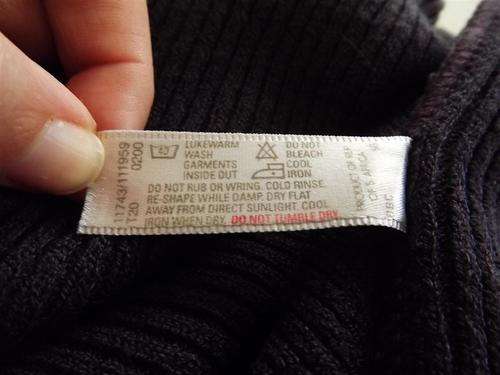 11743/111959
0200
T20
40
LUKEWARM
WASH
GARMENTS
INSIDE OUT
DO NOT
BLEACH
COOL
IRON
DO NOT RUB OR WRING. COLD RINSE.
RE-SHAPE WHILE DAMP. DRY FLAT
AWAY FROM DIRECT SUNLIGHT. COOL
IRON WHEN DRY. DO NOT TUMBLE DRY.